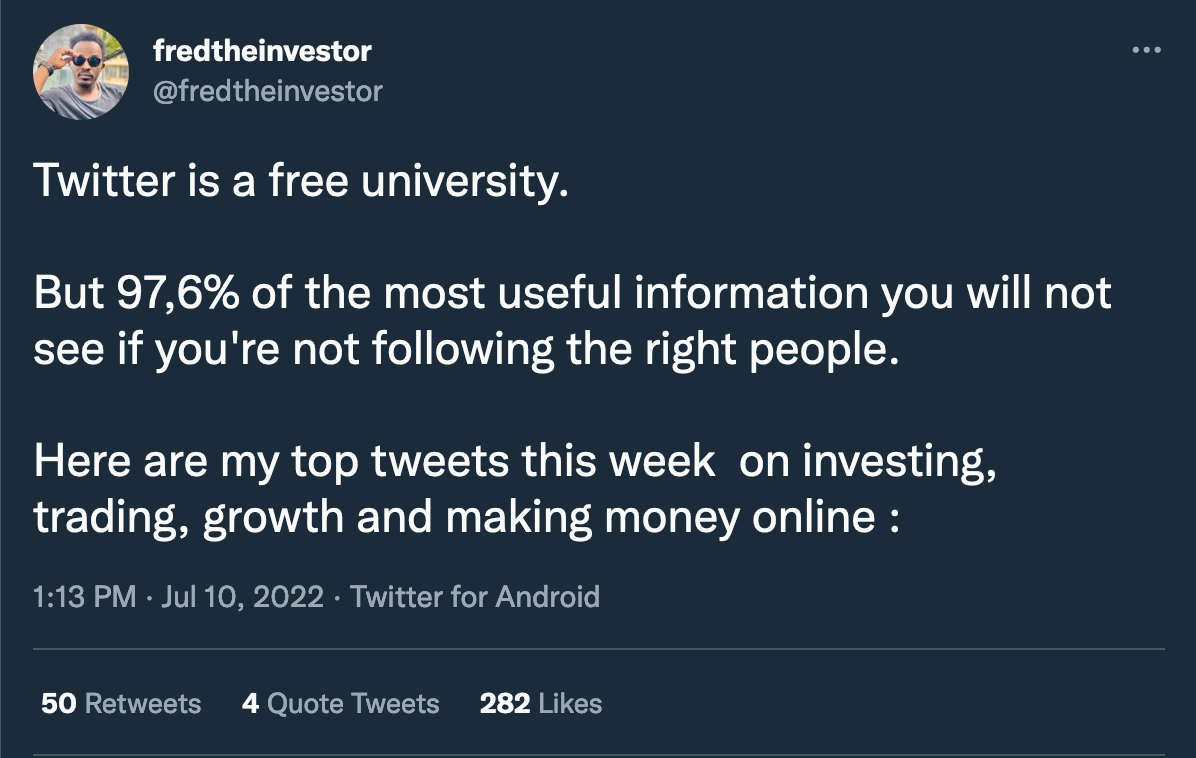 fredtheinvestor
@fredtheinvestor
Twitter is a free university.
But 97,6% of the most useful information you will not
see if you're not following the right people.
Here are my top tweets this week  on investing,
trading, growth and making money online :
1:13 PM · Jul 10, 2022 · Twitter for Android
50 Retweets 4 Quote Tweets 282 Likes